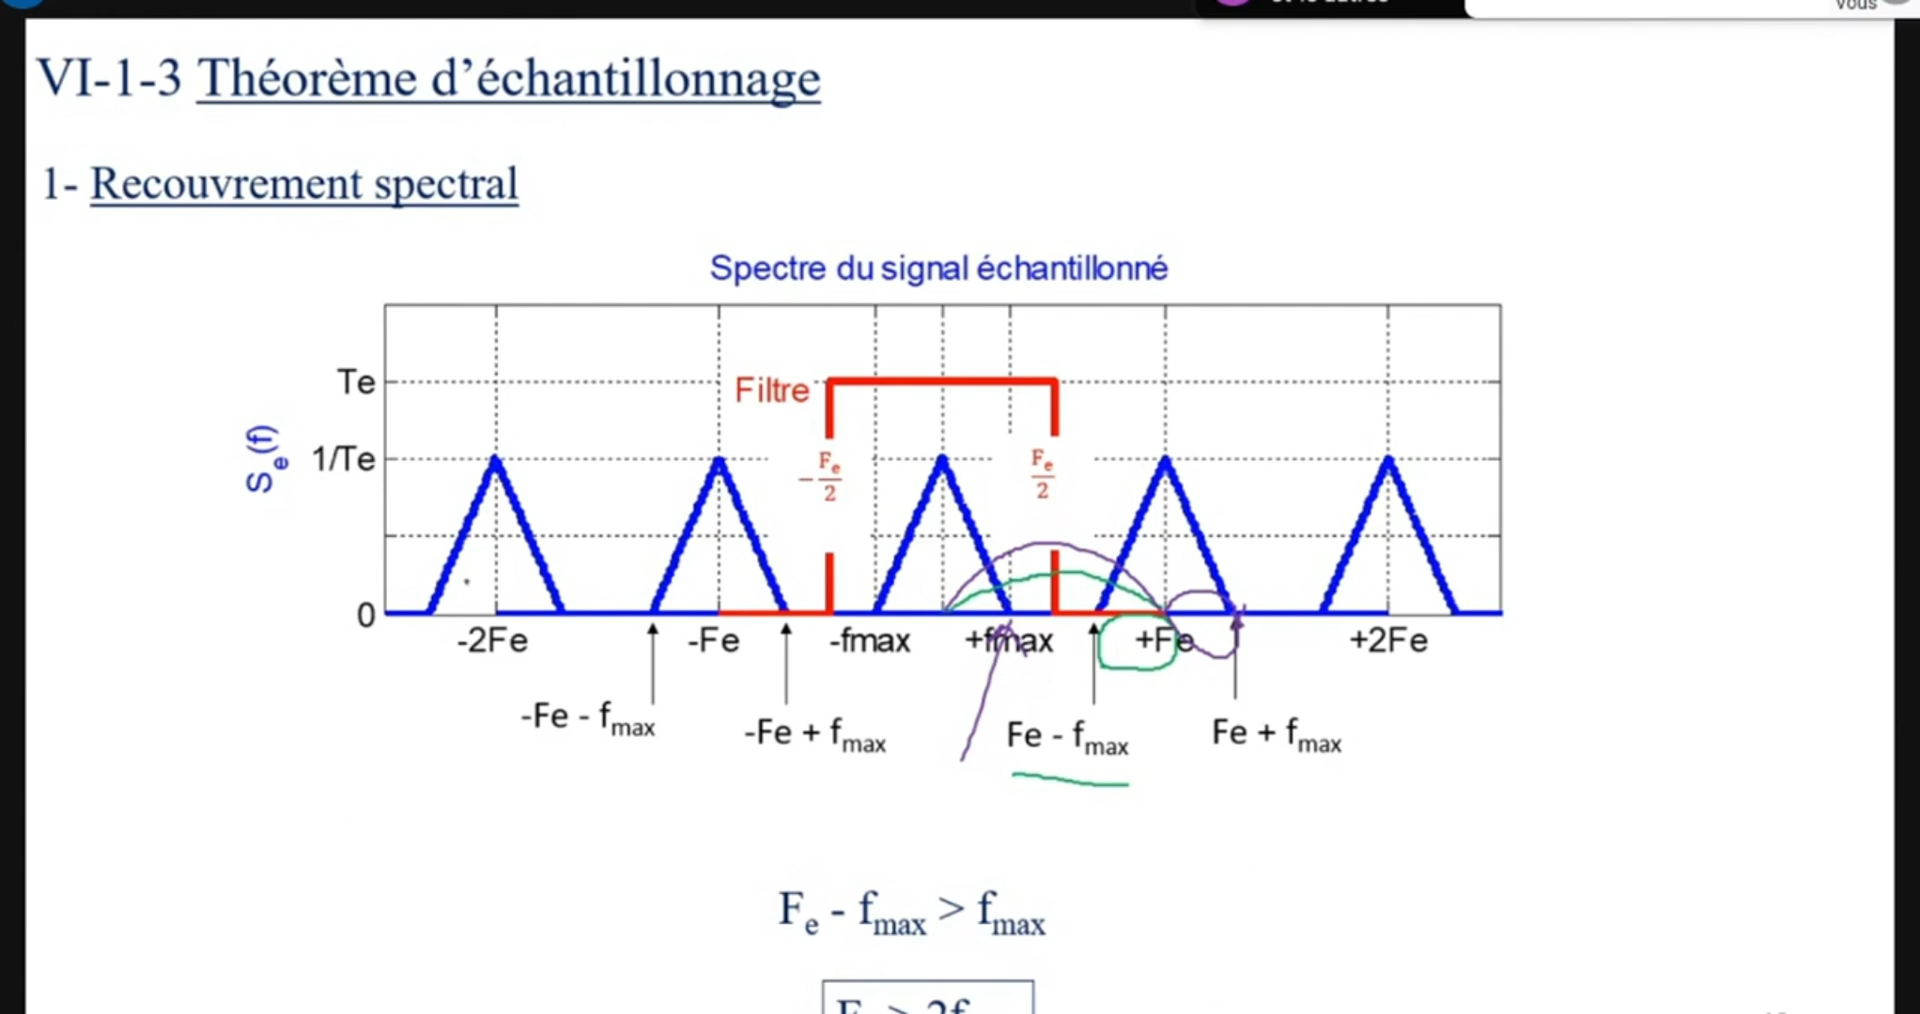 vous
VI-1-3 Théorème d'échantillonnage
1- Recouvrement spectral
Spectre du signal échantillonné
Te
Filtre
Se(f)
1/Te
-Fe/2
Fe/2
0
-2Fe -Fe -fmax +fmax +Fe +2Fe
-Fe - fmax -Fe + fmax Fe - fmax Fe + fmax
Fe - fmax > fmax